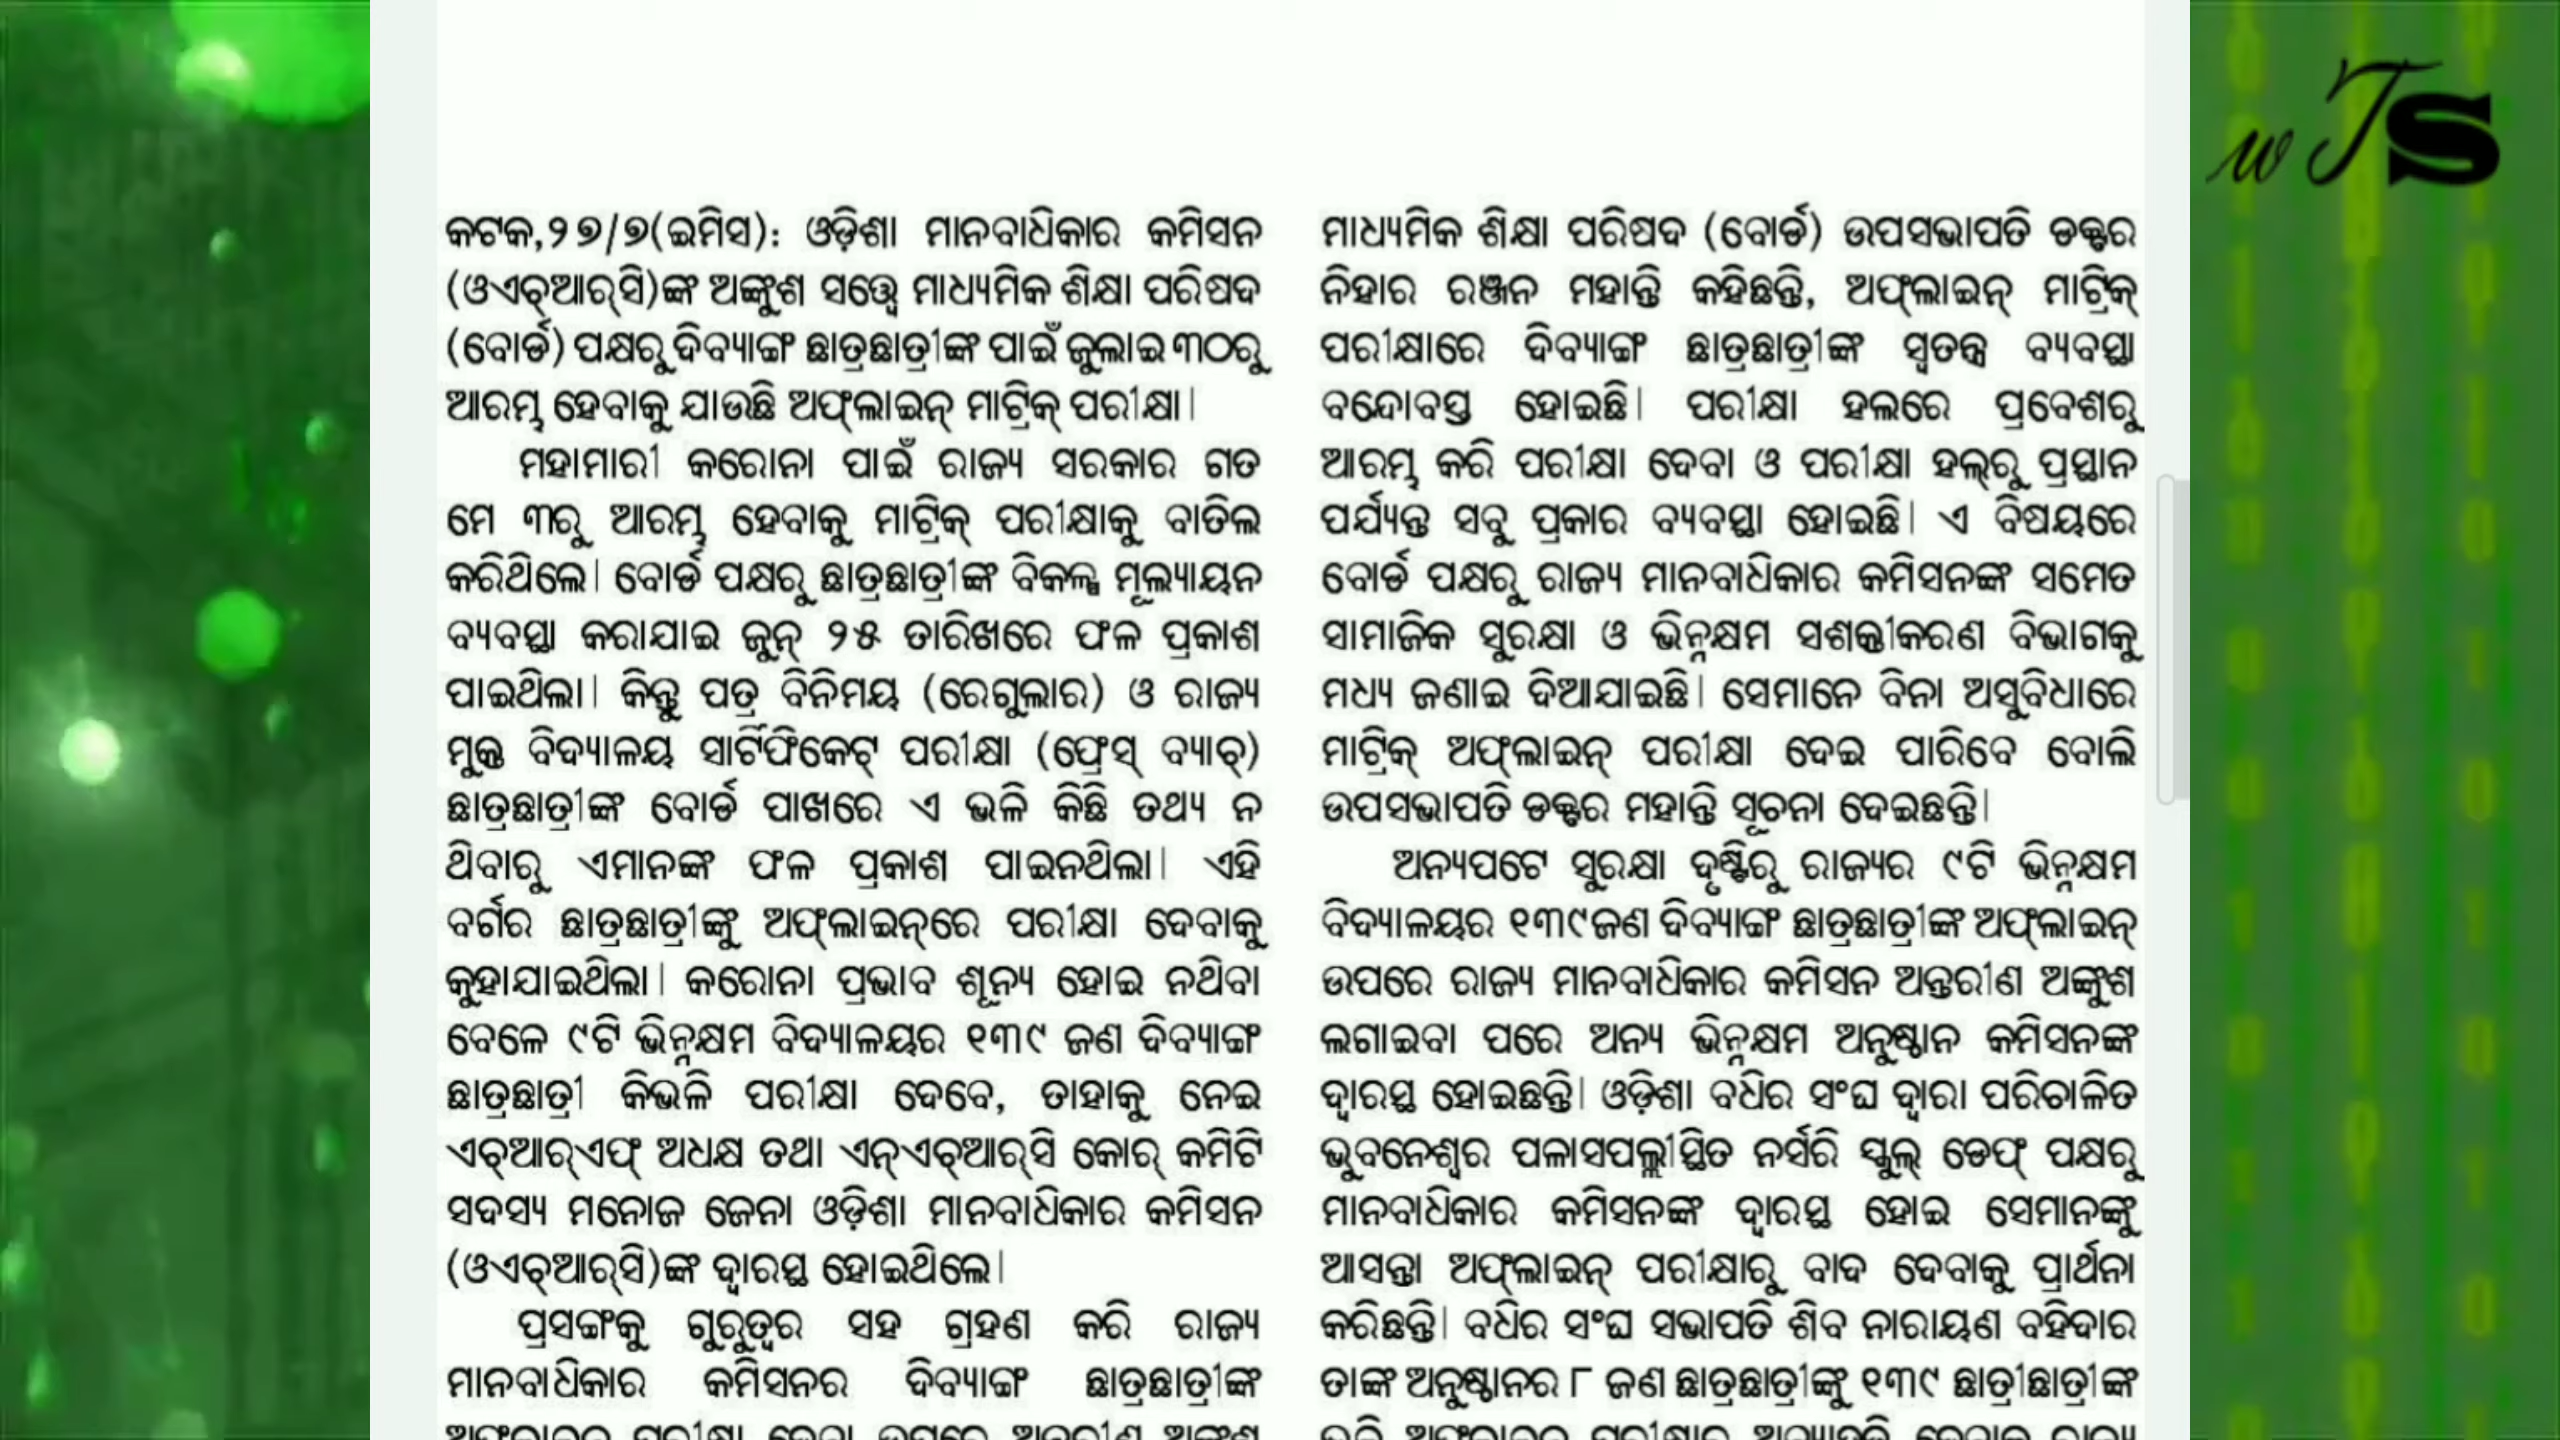 କଟକ,୨୭/୭(ଇମିସ): ଓଡ଼ିଶା ମାନବାଧିକାର କମିସନ
(ଓଏଚ୍ଆର୍‌ସି)ଙ୍କ ଅଙ୍କୁଶ ସତ୍ତ୍ୱେ ମାଧ୍ୟମିକ ଶିକ୍ଷା ପରିଷଦ
(ବୋର୍ଡ) ପକ୍ଷରୁ ଦିବ୍ୟାଙ୍ଗ ଛାତ୍ରଛାତ୍ରୀଙ୍କ ପାଇଁ ଜୁଲାଇ ୩୦ରୁ
ଆରମ୍ଭ ହେବାକୁ ଯାଉଛି ଅଫ୍‌ଲାଇନ୍ ମାଟ୍ରିକ୍ ପରୀକ୍ଷା।
ମହାମାରୀ କରୋନା ପାଇଁ ରାଜ୍ୟ ସରକାର ଗତ
ମେ ୩ରୁ ଆରମ୍ଭ ହେବାକୁ ମାଟ୍ରିକ୍ ପରୀକ୍ଷାକୁ ବାତିଲ
କରିଥିଲେ। ବୋର୍ଡ ପକ୍ଷରୁ ଛାତ୍ରଛାତ୍ରୀଙ୍କ ବିକଳ୍ପ ମୂଲ୍ୟାୟନ
ବ୍ୟବସ୍ଥା କରାଯାଇ ଜୁନ୍ ୨୫ ତାରିଖରେ ଫଳ ପ୍ରକାଶ
ପାଇଥିଲା। କିନ୍ତୁ ପତ୍ର ବିନିମୟ (ରେଗୁଲାର) ଓ ରାଜ୍ୟ
ମୁକ୍ତ ବିଦ୍ୟାଳୟ ସାର୍ଟିଫିକେଟ୍ ପରୀକ୍ଷା (ଫ୍ରେସ୍ ବ୍ୟାଚ୍)
ଛାତ୍ରଛାତ୍ରୀଙ୍କ ବୋର୍ଡ ପାଖରେ ଏ ଭଳି କିଛି ତଥ୍ୟ ନ
ଥିବାରୁ ଏମାନଙ୍କ ଫଳ ପ୍ରକାଶ ପାଇନଥିଲା। ଏହି
ବର୍ଗର ଛାତ୍ରଛାତ୍ରୀଙ୍କୁ ଅଫ୍‌ଲାଇନ୍‌ରେ ପରୀକ୍ଷା ଦେବାକୁ
କୁହାଯାଇଥିଲା। କରୋନା ପ୍ରଭାବ ଶୂନ୍ୟ ହୋଇ ନଥିବା
ବେଳେ ୯ଟି ଭିନ୍ନକ୍ଷମ ବିଦ୍ୟାଳୟର ୧୩୯ ଜଣ ଦିବ୍ୟାଙ୍ଗ
ଛାତ୍ରଛାତ୍ରୀ କିଭଳି ପରୀକ୍ଷା ଦେବେ, ତାହାକୁ ନେଇ
ଏଚ୍‌ଆର୍‌ଏଫ୍ ଅଧକ୍ଷ ତଥା ଏନ୍‌ଏଚ୍‌ଆର୍‌ସି କୋର୍ କମିଟି
ସଦସ୍ୟ ମନୋଜ ଜେନା ଓଡ଼ିଶା ମାନବାଧିକାର କମିସନ
(ଓଏଚ୍‌ଆର୍‌ସି)ଙ୍କ ଦ୍ୱାରସ୍ଥ ହୋଇଥିଲେ।
ପ୍ରସଙ୍ଗକୁ ଗୁରୁତ୍ୱର ସହ ଗ୍ରହଣ କରି ରାଜ୍ୟ
ମାନବାଧିକାର କମିସନର ଦିବ୍ୟାଙ୍ଗ ଛାତ୍ରଛାତ୍ରୀଙ୍କ
ମାଧ୍ୟମିକ ଶିକ୍ଷା ପରିଷଦ (ବୋର୍ଡ) ଉପସଭାପତି ଡକ୍ଟର
ନିହାର ରଞ୍ଜନ ମହାନ୍ତି କହିଛନ୍ତି, ଅଫ୍‌ଲାଇନ୍ ମାଟ୍ରିକ୍
ପରୀକ୍ଷାରେ ଦିବ୍ୟାଙ୍ଗ ଛାତ୍ରଛାତ୍ରୀଙ୍କ ସ୍ୱତନ୍ତ୍ର ବ୍ୟବସ୍ଥା
ବନ୍ଦୋବସ୍ତ ହୋଇଛି। ପରୀକ୍ଷା ହଲରେ ପ୍ରବେଶରୁ
ଆରମ୍ଭ କରି ପରୀକ୍ଷା ଦେବା ଓ ପରୀକ୍ଷା ହଲ୍‌ରୁ ପ୍ରସ୍ଥାନ
ପର୍ଯ୍ୟନ୍ତ ସବୁ ପ୍ରକାର ବ୍ୟବସ୍ଥା ହୋଇଛି। ଏ ବିଷୟରେ
ବୋର୍ଡ ପକ୍ଷରୁ ରାଜ୍ୟ ମାନବାଧିକାର କମିସନଙ୍କ ସମେତ
ସାମାଜିକ ସୁରକ୍ଷା ଓ ଭିନ୍ନକ୍ଷମ ସଶକ୍ତୀକରଣ ବିଭାଗକୁ
ମଧ୍ୟ ଜଣାଇ ଦିଆଯାଇଛି। ସେମାନେ ବିନା ଅସୁବିଧାରେ
ମାଟ୍ରିକ୍ ଅଫ୍‌ଲାଇନ୍ ପରୀକ୍ଷା ଦେଇ ପାରିବେ ବୋଲି
ଉପସଭାପତି ଡକ୍ଟର ମହାନ୍ତି ସୂଚନା ଦେଇଛନ୍ତି।
ଅନ୍ୟପଟେ ସୁରକ୍ଷା ଦୃଷ୍ଟିରୁ ରାଜ୍ୟର ୯ଟି ଭିନ୍ନକ୍ଷମ
ବିଦ୍ୟାଳୟର ୧୩୯ଜଣ ଦିବ୍ୟାଙ୍ଗ ଛାତ୍ରଛାତ୍ରୀଙ୍କ ଅଫ୍‌ଲାଇନ୍
ଉପରେ ରାଜ୍ୟ ମାନବାଧିକାର କମିସନ ଅନ୍ତରୀଣ ଅଙ୍କୁଶ
ଲଗାଇବା ପରେ ଅନ୍ୟ ଭିନ୍ନକ୍ଷମ ଅନୁଷ୍ଠାନ କମିସନଙ୍କ
ଦ୍ୱାରସ୍ଥ ହୋଇଛନ୍ତି। ଓଡ଼ିଶା ବଧିର ସଂଘ ଦ୍ୱାରା ପରିଚାଳିତ
ଭୁବନେଶ୍ୱର ପଳାସପଲ୍ଲୀସ୍ଥିତ ନର୍ସରି ସ୍କୁଲ୍ ଡେଫ୍ ପକ୍ଷରୁ
ମାନବାଧିକାର କମିସନଙ୍କ ଦ୍ୱାରସ୍ଥ ହୋଇ ସେମାନଙ୍କୁ
ଆସନ୍ତା ଅଫ୍‌ଲାଇନ୍ ପରୀକ୍ଷାରୁ ବାଦ ଦେବାକୁ ପ୍ରାର୍ଥନା
କରିଛନ୍ତି। ବଧିର ସଂଘ ସଭାପତି ଶିବ ନାରାୟଣ ବହିଦାର
ତାଙ୍କ ଅନୁଷ୍ଠାନର ୮ ଜଣ ଛାତ୍ରଛାତ୍ରୀଙ୍କୁ ୧୩୯ ଛାତ୍ରୀଛାତ୍ରୀଙ୍କ
wTS